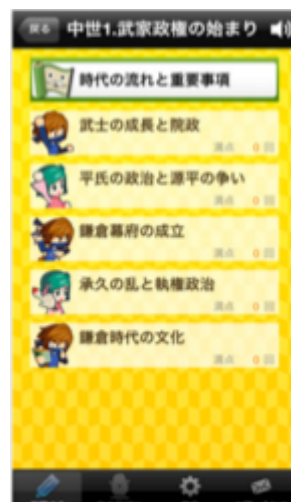 戻る 中世1.武家政権の始まり
時代の流れと重要事項
武士の成長と院政
満点 0 回
平氏の政治と源平の争い
満点 0 回
鎌倉幕府の成立
満点 0 回
承久の乱と執権政治
満点 0 回
鎌倉時代の文化
満点 0 回